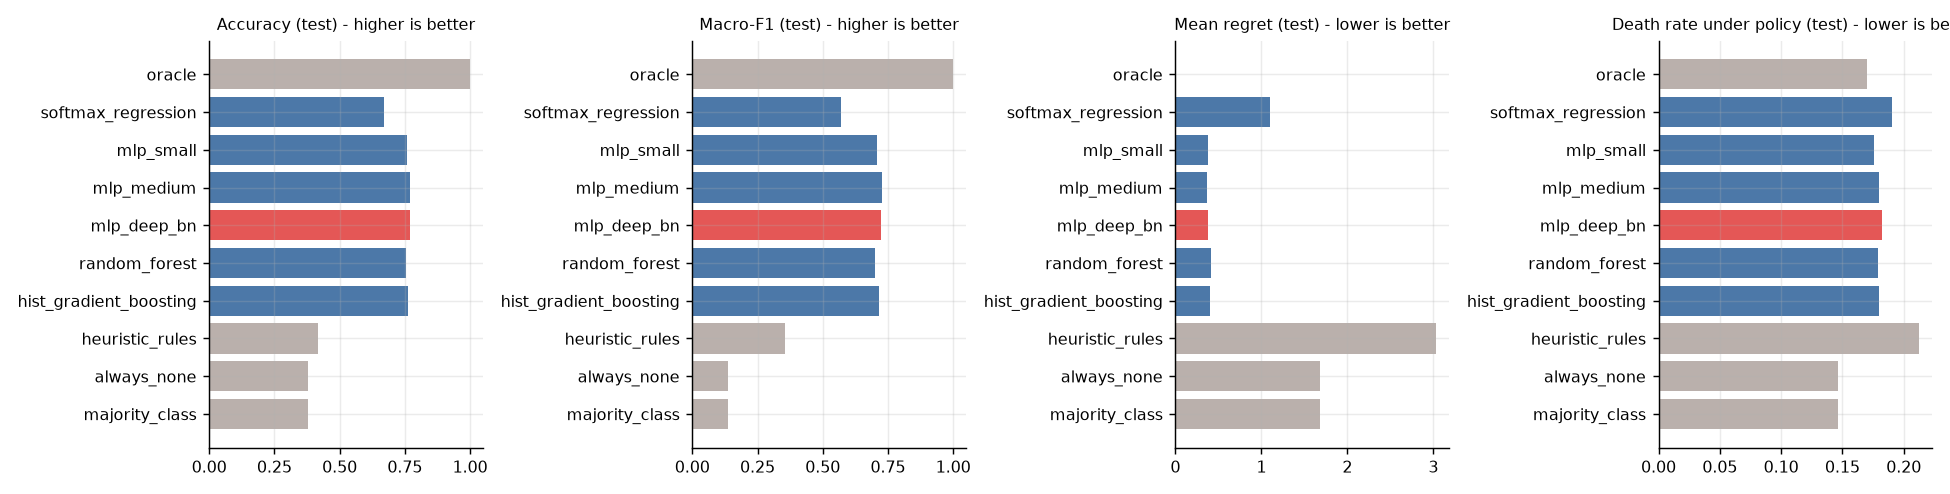 Accuracy (test) - higher is better
oracle
softmax_regression
mlp_small
mlp_medium
mlp_deep_bn
random_forest
hist_gradient_boosting
heuristic_rules
always_none
majority_class
0.00 0.25 0.50 0.75 1.00
Macro-F1 (test) - higher is better
oracle
softmax_regression
mlp_small
mlp_medium
mlp_deep_bn
random_forest
hist_gradient_boosting
heuristic_rules
always_none
majority_class
0.00 0.25 0.50 0.75 1.00
Mean regret (test) - lower is better
oracle
softmax_regression
mlp_small
mlp_medium
mlp_deep_bn
random_forest
hist_gradient_boosting
heuristic_rules
always_none
majority_class
0 1 2 3
Death rate under policy (test) - lower is be
oracle
softmax_regression
mlp_small
mlp_medium
mlp_deep_bn
random_forest
hist_gradient_boosting
heuristic_rules
always_none
majority_class
0.00 0.05 0.10 0.15 0.20